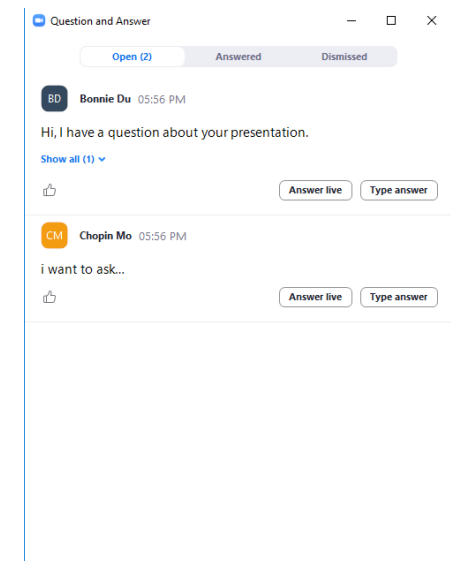 Question and Answer
Open (2) Answered Dismissed
BD Bonnie Du 05:56 PM
Hi, I have a question about your presentation.
Show all (1)
Answer live Type answer
CM Chopin Mo 05:56 PM
i want to ask...
Answer live Type answer